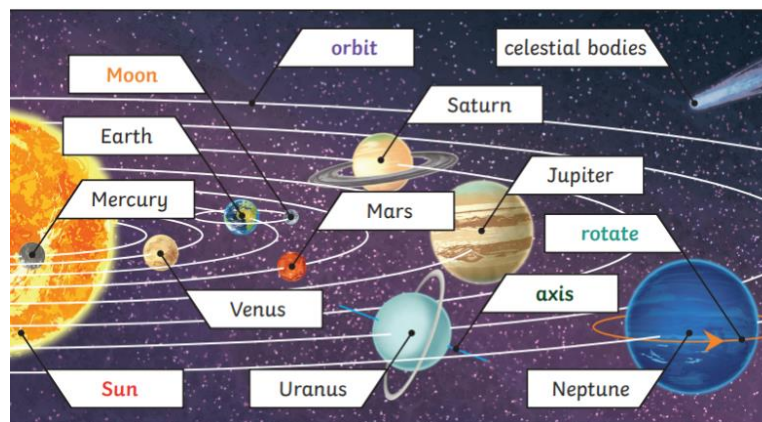 orbit
celestial bodies
Moon
Saturn
Earth
Jupiter
Mercury
Mars
rotate
Venus
axis
Sun
Uranus
Neptune